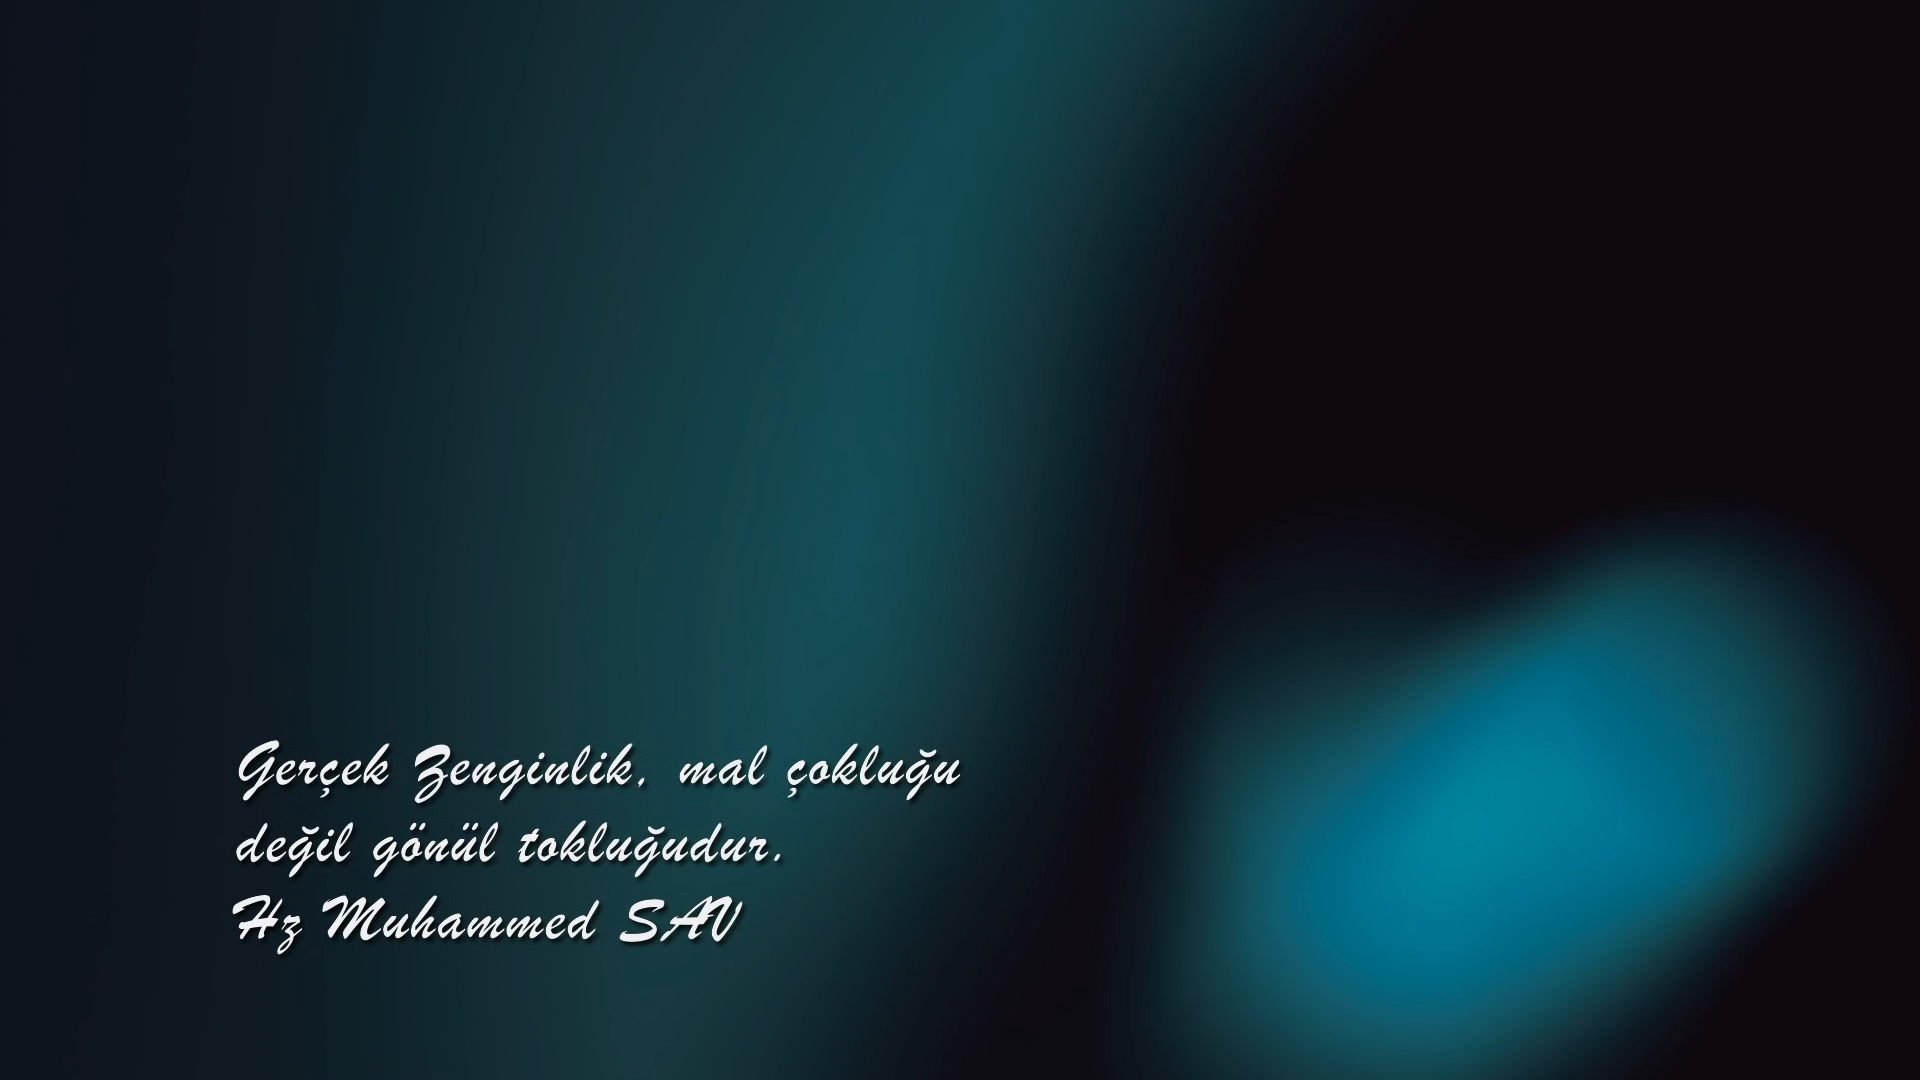 Gerçek Zenginlik, mal çokluğu
değil gönül tokluğudur.
Hz Muhammed SAV